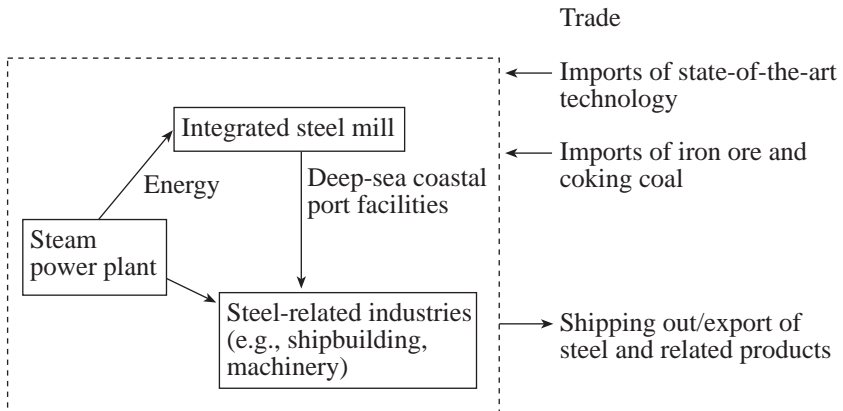 Trade
Imports of state-of-the-art
technology
Integrated steel mill
Imports of iron ore and
coking coal
Energy
Deep-sea coastal
port facilities
Steam
power plant
Steel-related industries
(e.g., shipbuilding,
machinery)
Shipping out/export of
steel and related products